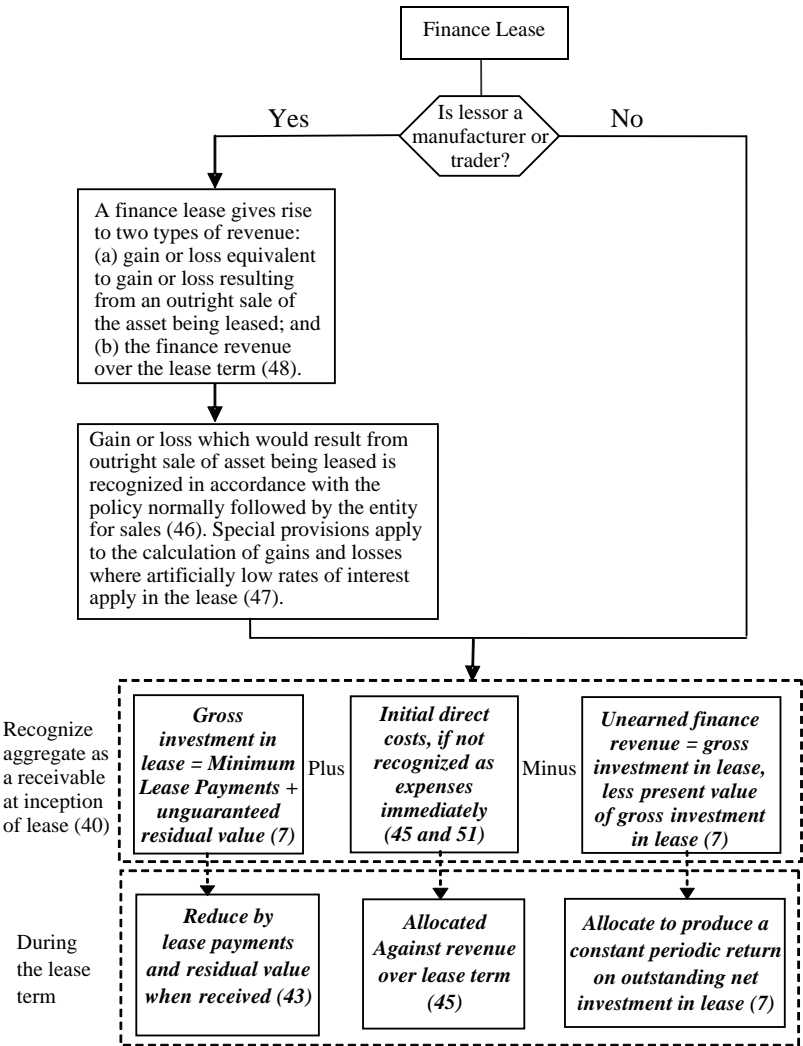 Finance Lease
Is lessor a
manufacturer or
trader?
Yes
No
A finance lease gives rise
to two types of revenue:
(a) gain or loss equivalent
to gain or loss resulting
from an outright sale of
the asset being leased; and
(b) the finance revenue
over the lease term (48).
Gain or loss which would result from
outright sale of asset being leased is
recognized in accordance with the
policy normally followed by the entity
for sales (46). Special provisions apply
to the calculation of gains and losses
where artificially low rates of interest
apply in the lease (47).
Recognize
aggregate as
a receivable
at inception
of lease (40)
Gross
investment in
lease = Minimum
Lease Payments +
unguaranteed
residual value (7)
Plus
Initial direct
costs, if not
recognized as
expenses
immediately
(45 and 51)
Minus
Unearned finance
revenue = gross
investment in lease,
less present value
of gross investment
in lease (7)
During
the lease
term
Reduce by
lease payments
and residual value
when received (43)
Allocated
Against revenue
over lease term
(45)
Allocate to produce a
constant periodic return
on outstanding net
investment in lease (7)